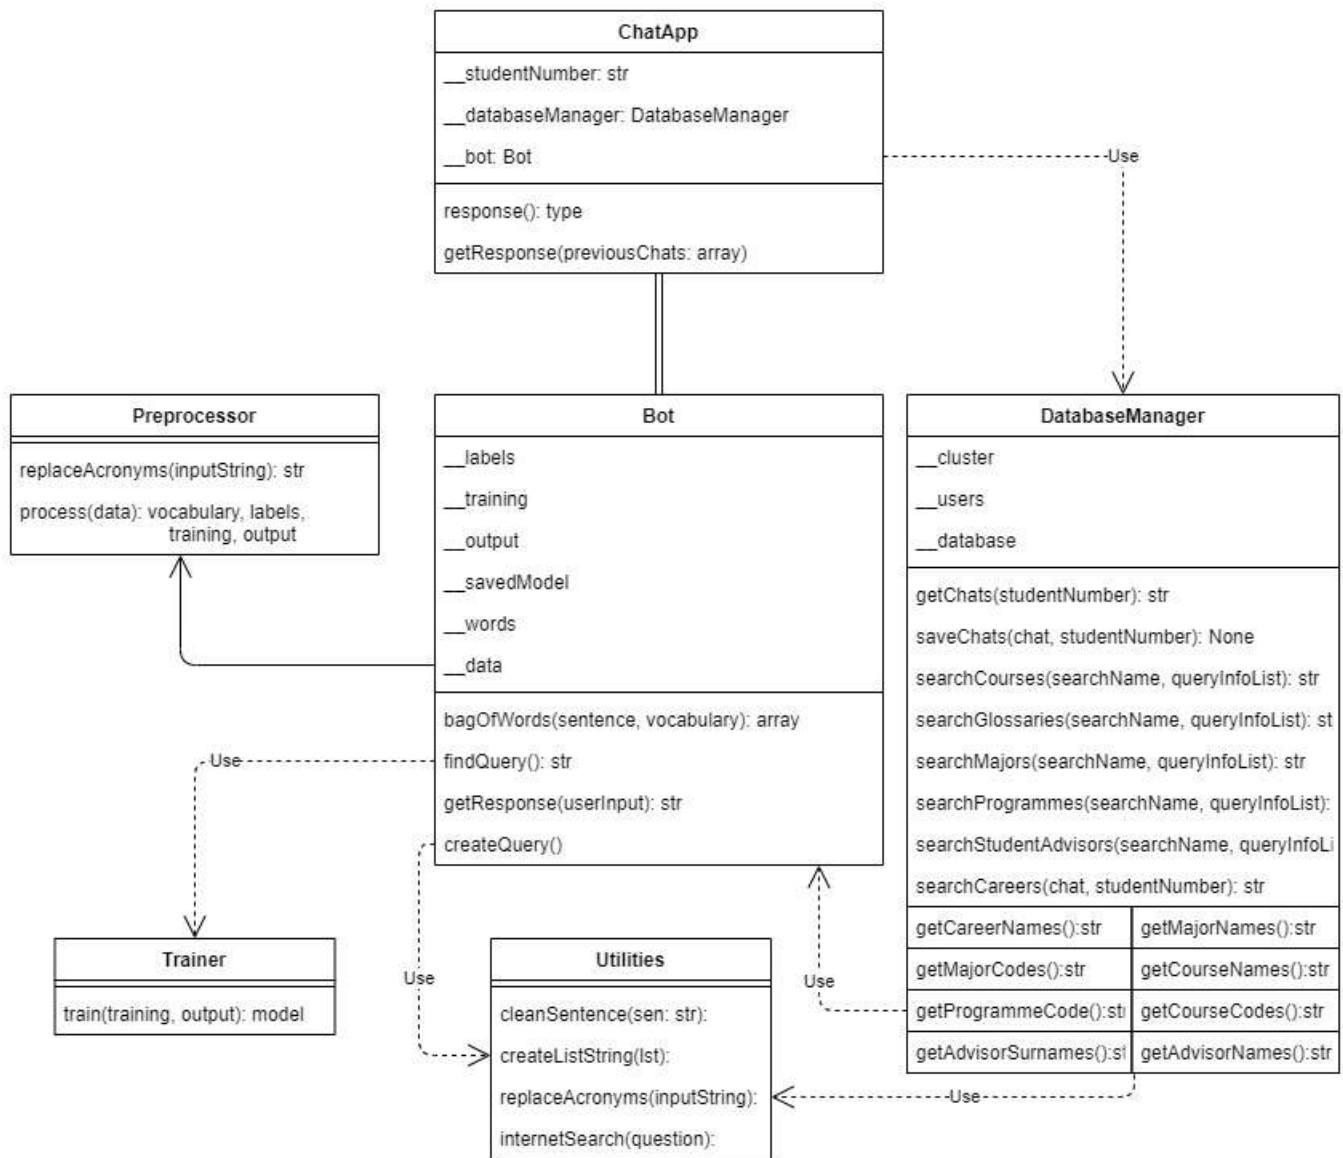 ChatApp
__studentNumber: str
__databaseManager: DatabaseManager
__bot: Bot
response(): type
getResponse(previousChats: array)
Use
Preprocessor
replaceAcronyms(inputString): str
process(data): vocabulary, labels,
training, output
Bot
__labels
__training
__output
__savedModel
__words
__data
bagOfWords(sentence, vocabulary): array
findQuery(): str
getResponse(userInput): str
createQuery()
DatabaseManager
__cluster
__users
__database
getChats(studentNumber): str
saveChats(chat, studentNumber): None
searchCourses(searchName, queryInfoList): str
searchGlossaries(searchName, queryInfoList): st
searchMajors(searchName, queryInfoList): str
searchProgrammes(searchName, queryInfoList):
searchStudentAdvisors(searchName, queryInfoLi
searchCareers(chat, studentNumber): str
getCareerNames():str
getMajorNames():str
getMajorCodes():str
getCourseNames():str
getProgrammeCode():str
getCourseCodes():str
getAdvisorSurnames():st
getAdvisorNames():str
Use
Use
Use
Use
Trainer
train(training, output): model
Utilities
cleanSentence(sen: str):
createListString(lst):
replaceAcronyms(inputString):
internetSearch(question):